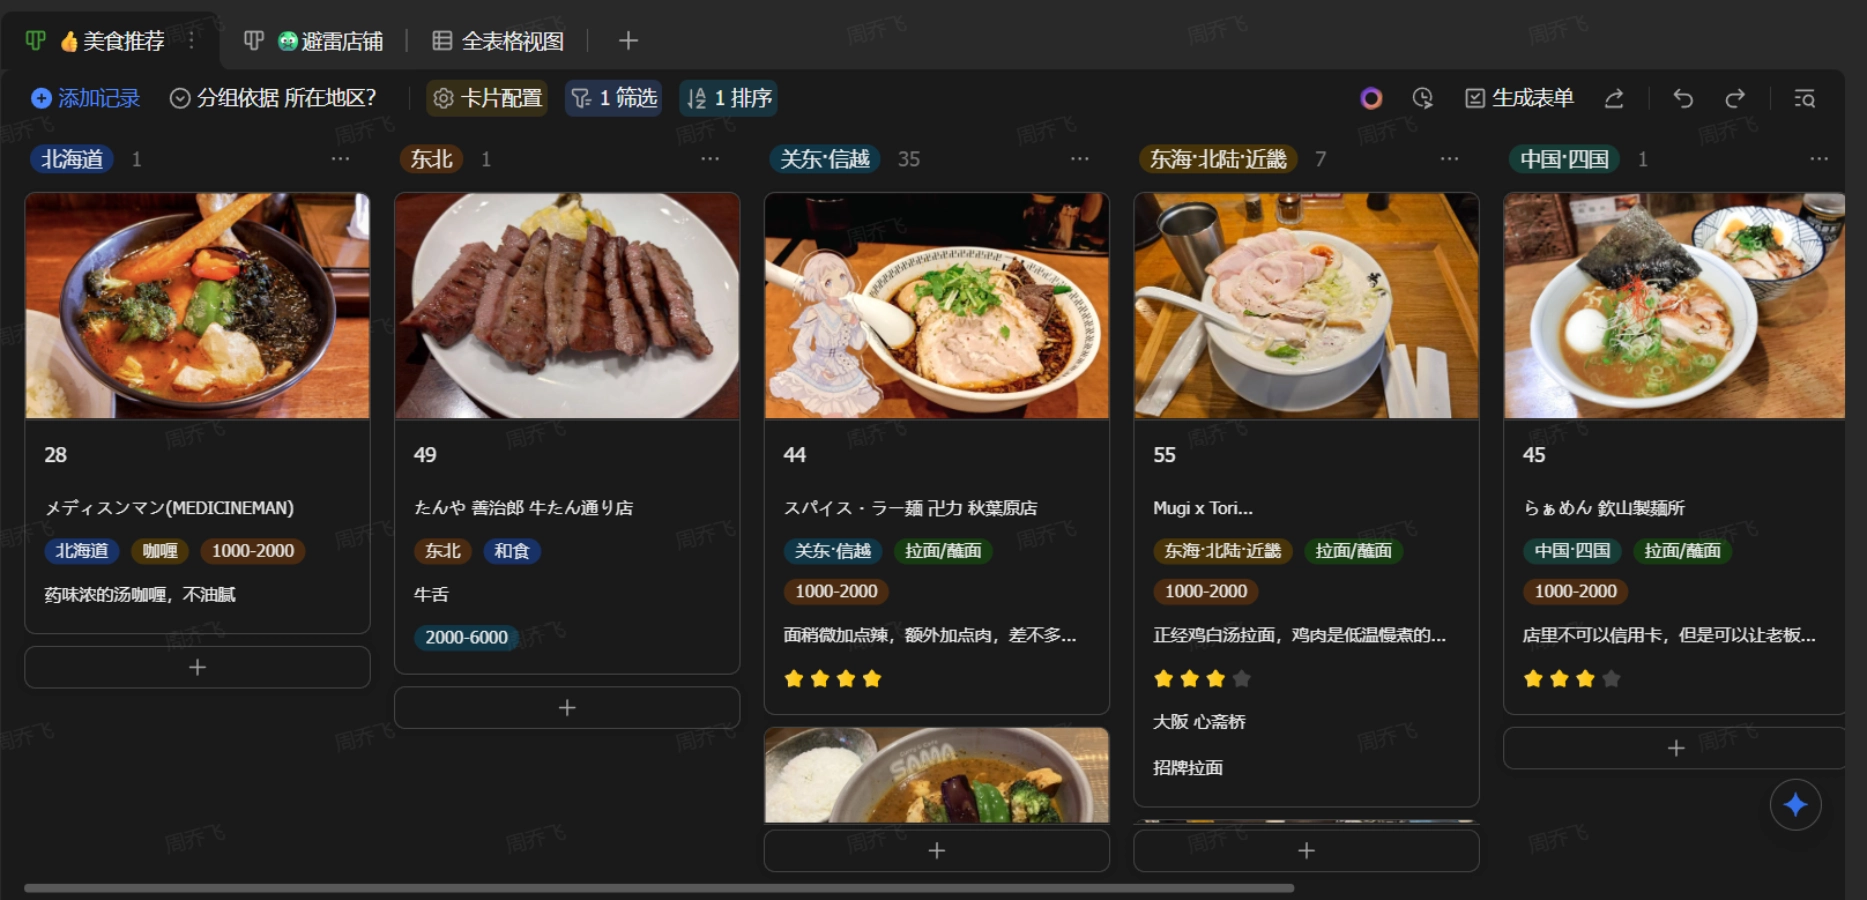 👍美食推荐
避雷店铺
全表格视图
添加记录
分组依据 所在地区?
卡片配置
1 筛选
1 排序
生成表单
北海道 1
东北 1
关东·信越 35
东海·北陆·近畿 7
中国·四国 1
28
メディスンマン(MEDICINEMAN)
北海道 咖喱 1000-2000
药味浓的汤咖喱，不油腻
49
たんや 善治郎 牛たん通り店
东北 和食
牛舌
2000-6000
44
スパイス・ラー麺 卍力 秋葉原店
关东·信越 拉面/蘸面
1000-2000
面稍微加点辣，额外加点肉，差不多...
SAMA
55
Mugi x Tori...
东海·北陆·近畿 拉面/蘸面
1000-2000
正经鸡白汤拉面，鸡肉是低温慢煮的...
大阪 心斋桥
招牌拉面
45
らぁめん 欽山製麺所
中国·四国 拉面/蘸面
1000-2000
店里不可以信用卡，但是可以让老板...
周乔飞